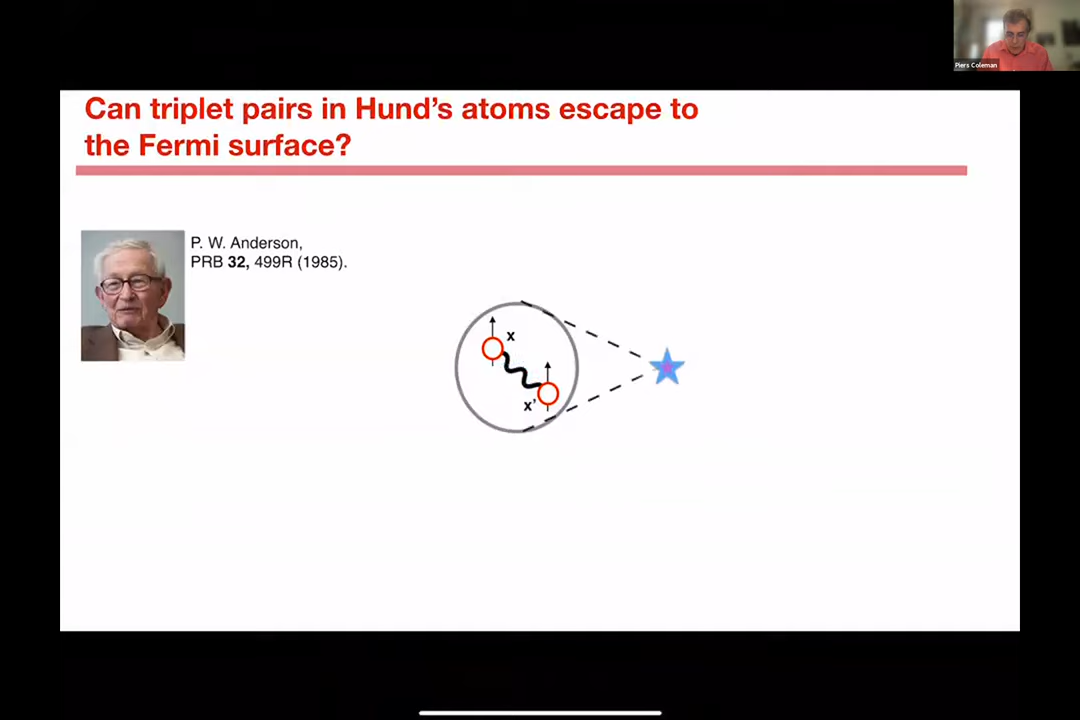 Piers Coleman
Can triplet pairs in Hund’s atoms escape to
the Fermi surface?
P. W. Anderson,
PRB 32, 499R (1985).
x
x'